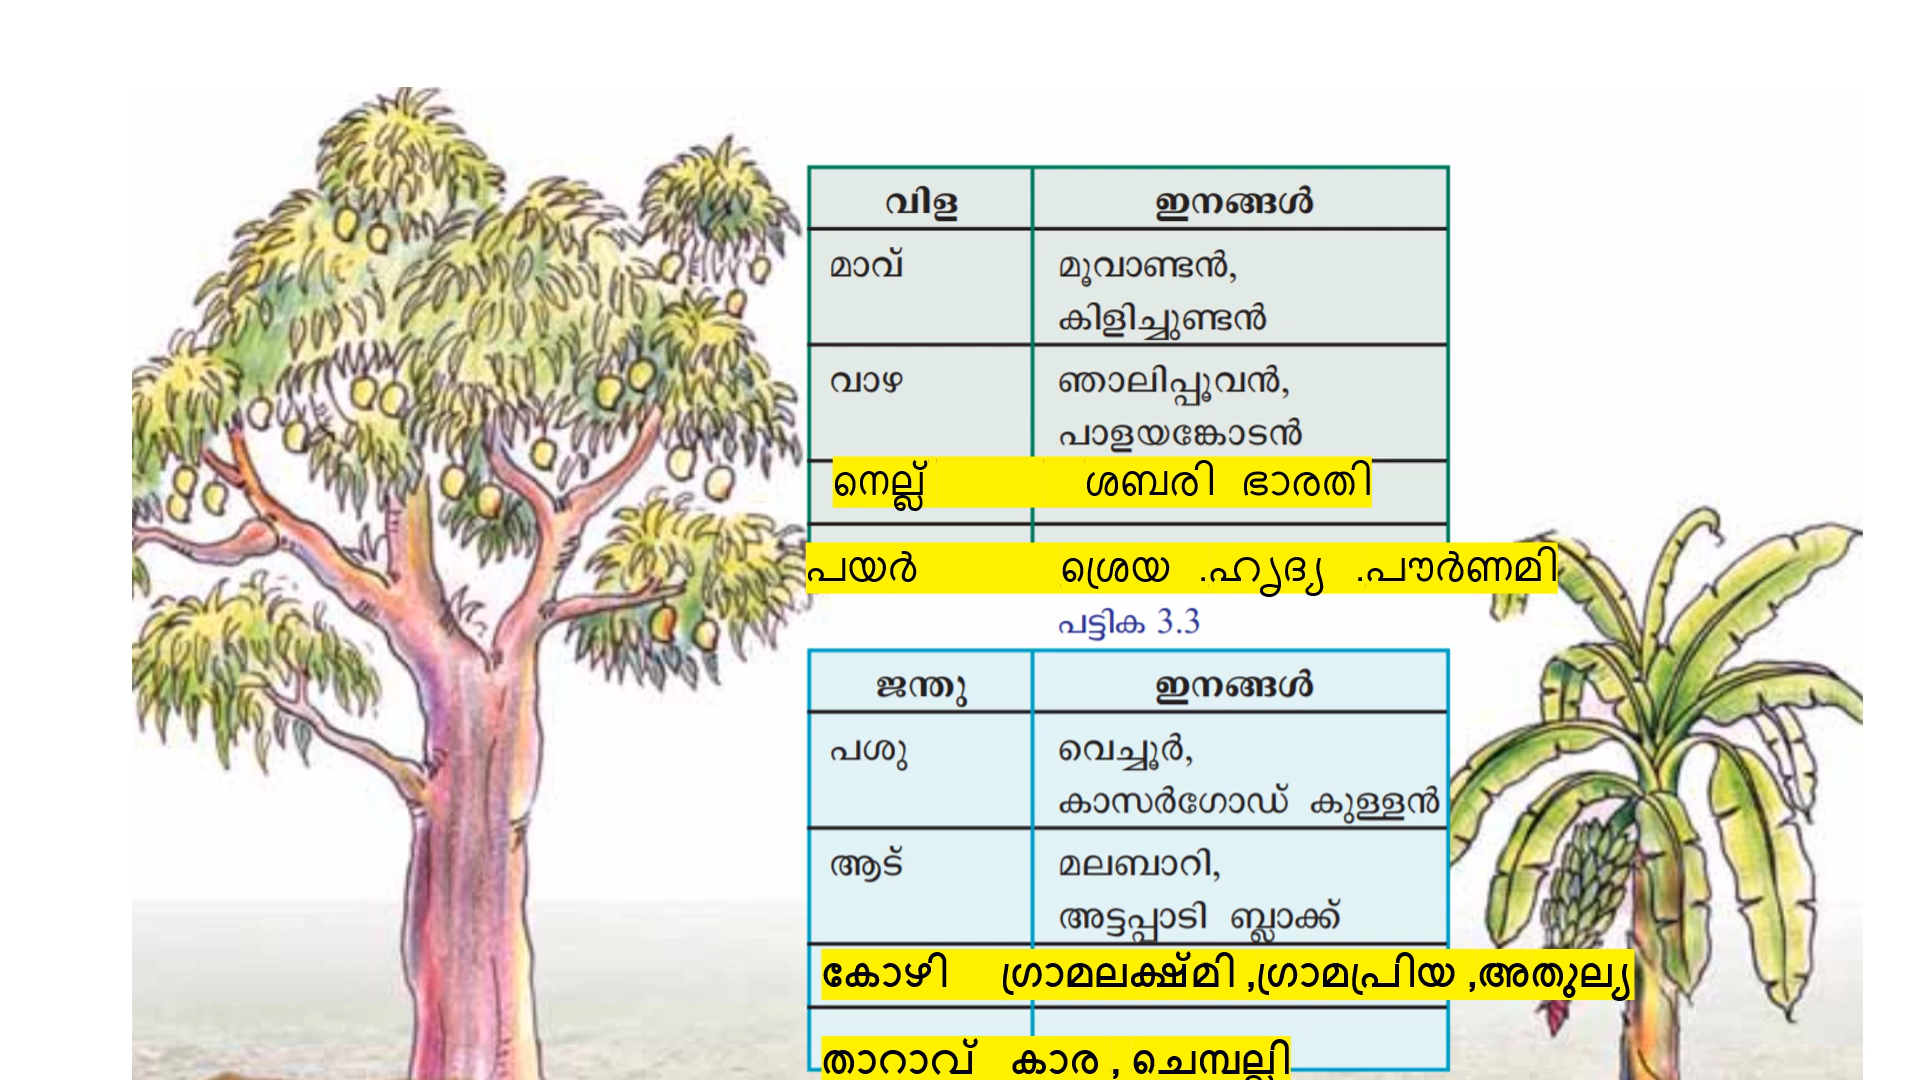 വിള ഇനങ്ങൾ
മാവ് മൂവാണ്ടൻ,
കിളിച്ചുണ്ടൻ
വാഴ ഞാലിപ്പൂവൻ,
പാളയങ്കോടൻ
നെല്ല് ശബരി ഭാരതി
പയർ ശ്രെയ .ഹൃദ്യ .പൗർണമി
പട്ടിക 3.3
ജന്തു ഇനങ്ങൾ
പശു വെച്ചൂർ,
കാസർഗോഡ് കുള്ളൻ
ആട് മലബാറി,
അട്ടപ്പാടി ബ്ലാക്ക്
കോഴി ഗ്രാമലക്ഷ്മി ,ഗ്രാമപ്രിയ ,അതുല്യ
താറാവ് കാര , ചെമ്പല്ലി